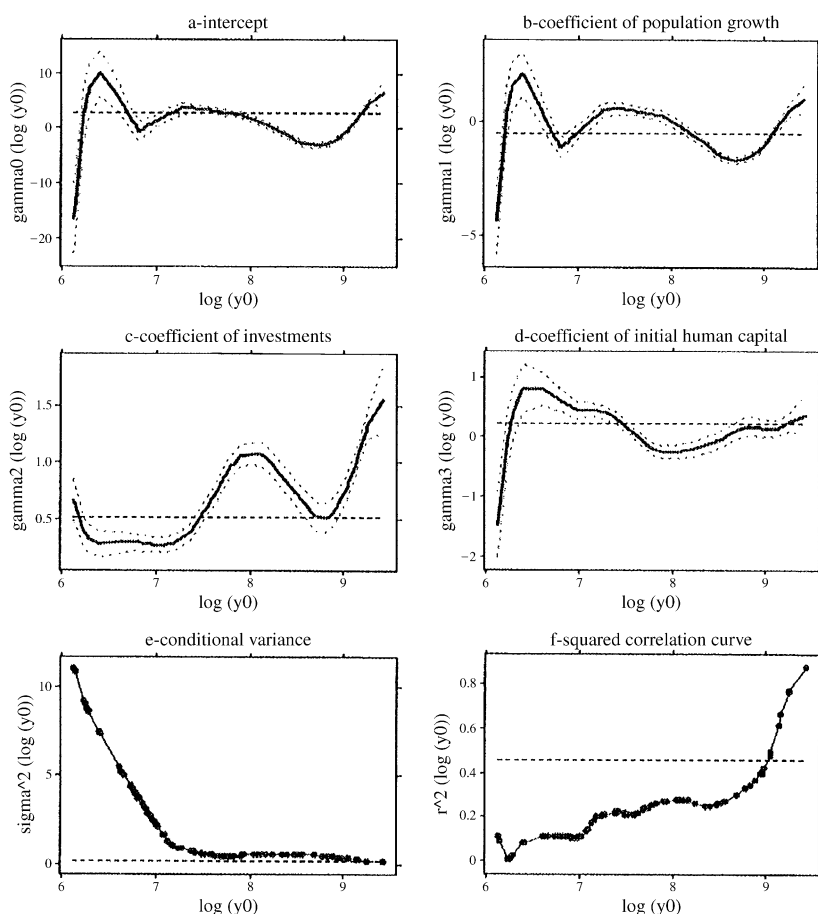 a-intercept
gamma0 (log (y0))
10
0
−10
−20
6 7 8 9
log (y0)
b-coefficient of population growth
gamma1 (log (y0))
0
−5
6 7 8 9
log (y0)
c-coefficient of investments
gamma2 (log (y0))
1.5
1.0
0.5
6 7 8 9
log (y0)
d-coefficient of initial human capital
gamma3 (log (y0))
1
0
−1
−2
6 7 8 9
log (y0)
e-conditional variance
sigma^2 (log (y0))
10
5
0
6 7 8 9
log (y0)
f-squared correlation curve
r^2 (log (y0))
0.8
0.6
0.4
0.2
0
6 7 8 9
log (y0)